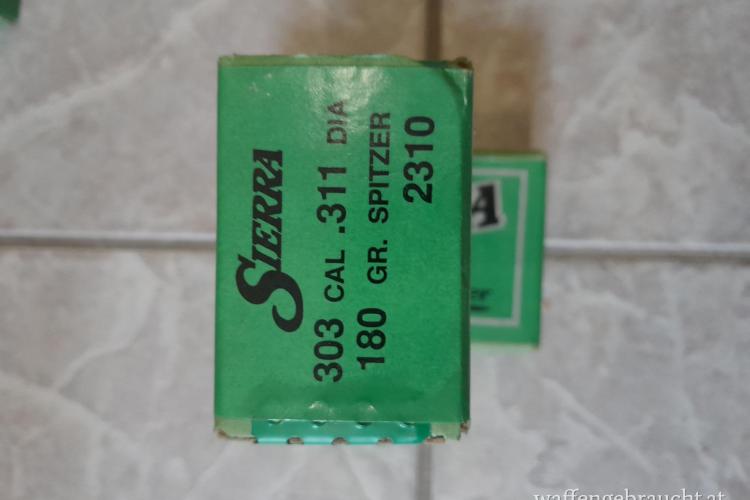 SIERRA
303 CAL .311 DIA
180 GR. SPITZER
2310
A
waffengebraucht.at